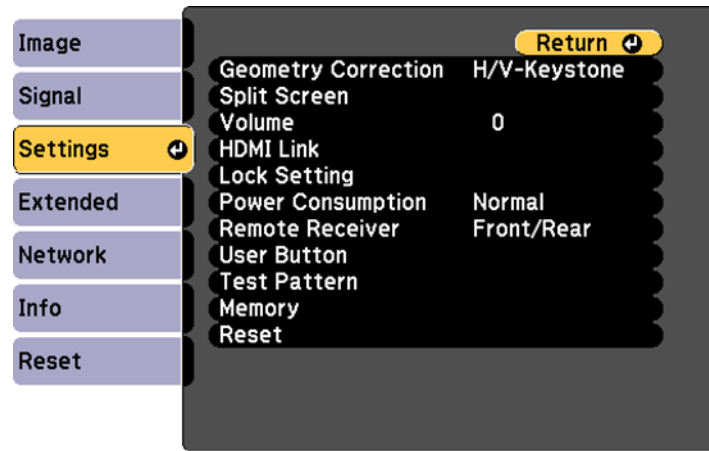 Image
Signal
Settings
Extended
Network
Info
Reset
Return
Geometry Correction H/V-Keystone
Split Screen
Volume 0
HDMI Link
Lock Setting
Power Consumption Normal
Remote Receiver Front/Rear
User Button
Test Pattern
Memory
Reset